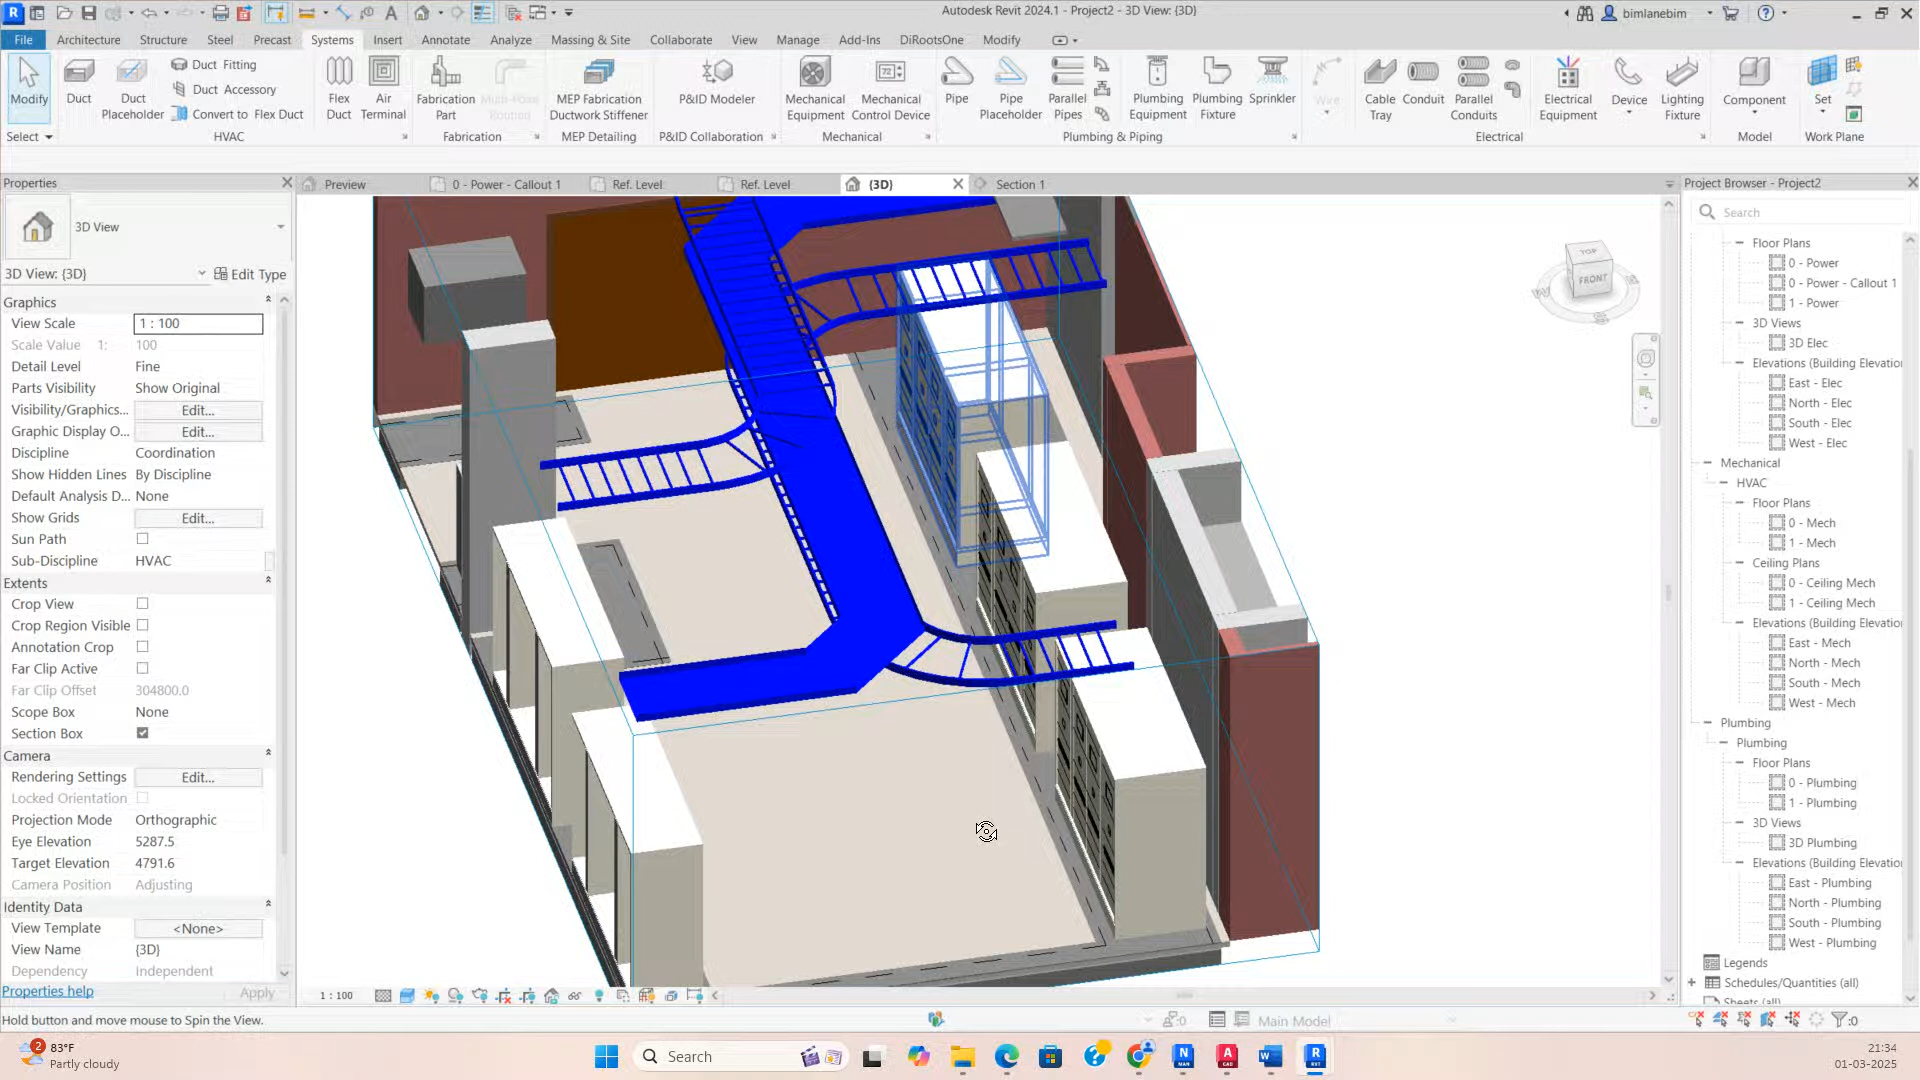 Autodesk Revit 2024.1 - Project2 - 3D View: {3D}
bimlanebim
File Architecture Structure Steel Precast Systems Insert Annotate Analyze Massing & Site Collaborate View Manage Add-Ins DiRootsOne Modify
Modify
Duct
Duct Placeholder
Duct Fitting
Duct Accessory
Convert to Flex Duct
Flex Duct
Air Terminal
Fabrication Part
Multi-Point Routing
MEP Fabrication Ductwork Stiffener
P&ID Modeler
Mechanical Equipment
Mechanical Control Device
Pipe
Pipe Placeholder
Parallel Pipes
Plumbing Equipment
Plumbing Fixture
Sprinkler
Wire
Cable Tray
Conduit
Parallel Conduits
Electrical Equipment
Device
Lighting Fixture
Component
Set
Select HVAC Fabrication MEP Detailing P&ID Collaboration Mechanical Plumbing & Piping Electrical Model Work Plane
Properties
Preview 0 - Power - Callout 1 Ref. Level Ref. Level {3D} Section 1
Project Browser - Project2
3D View
3D View: {3D} Edit Type
Graphics
View Scale 1 : 100
Scale Value 1: 100
Detail Level Fine
Parts Visibility Show Original
Visibility/Graphics... Edit...
Graphic Display O... Edit...
Discipline Coordination
Show Hidden Lines By Discipline
Default Analysis D... None
Show Grids Edit...
Sun Path
Sub-Discipline HVAC
Extents
Crop View
Crop Region Visible
Annotation Crop
Far Clip Active
Far Clip Offset 304800.0
Scope Box None
Section Box
Camera
Rendering Settings Edit...
Locked Orientation
Projection Mode Orthographic
Eye Elevation 5287.5
Target Elevation 4791.6
Camera Position Adjusting
Identity Data
View Template <None>
View Name {3D}
Dependency Independent
Properties help Apply
TOP
FRONT
W
S
Search
Floor Plans
0 - Power
0 - Power - Callout 1
1 - Power
3D Views
3D Elec
Elevations (Building Elevation
East - Elec
North - Elec
South - Elec
West - Elec
Mechanical
HVAC
Floor Plans
0 - Mech
1 - Mech
Ceiling Plans
0 - Ceiling Mech
1 - Ceiling Mech
Elevations (Building Elevation
East - Mech
North - Mech
South - Mech
West - Mech
Plumbing
Plumbing
Floor Plans
0 - Plumbing
1 - Plumbing
3D Views
3D Plumbing
Elevations (Building Elevation
East - Plumbing
North - Plumbing
South - Plumbing
West - Plumbing
Legends
Schedules/Quantities (all)
Sheets (all)
1 : 100
Hold button and move mouse to Spin the View.
:0
Main Model
:0
2
83°F
Partly cloudy
Search
21:34
01-03-2025